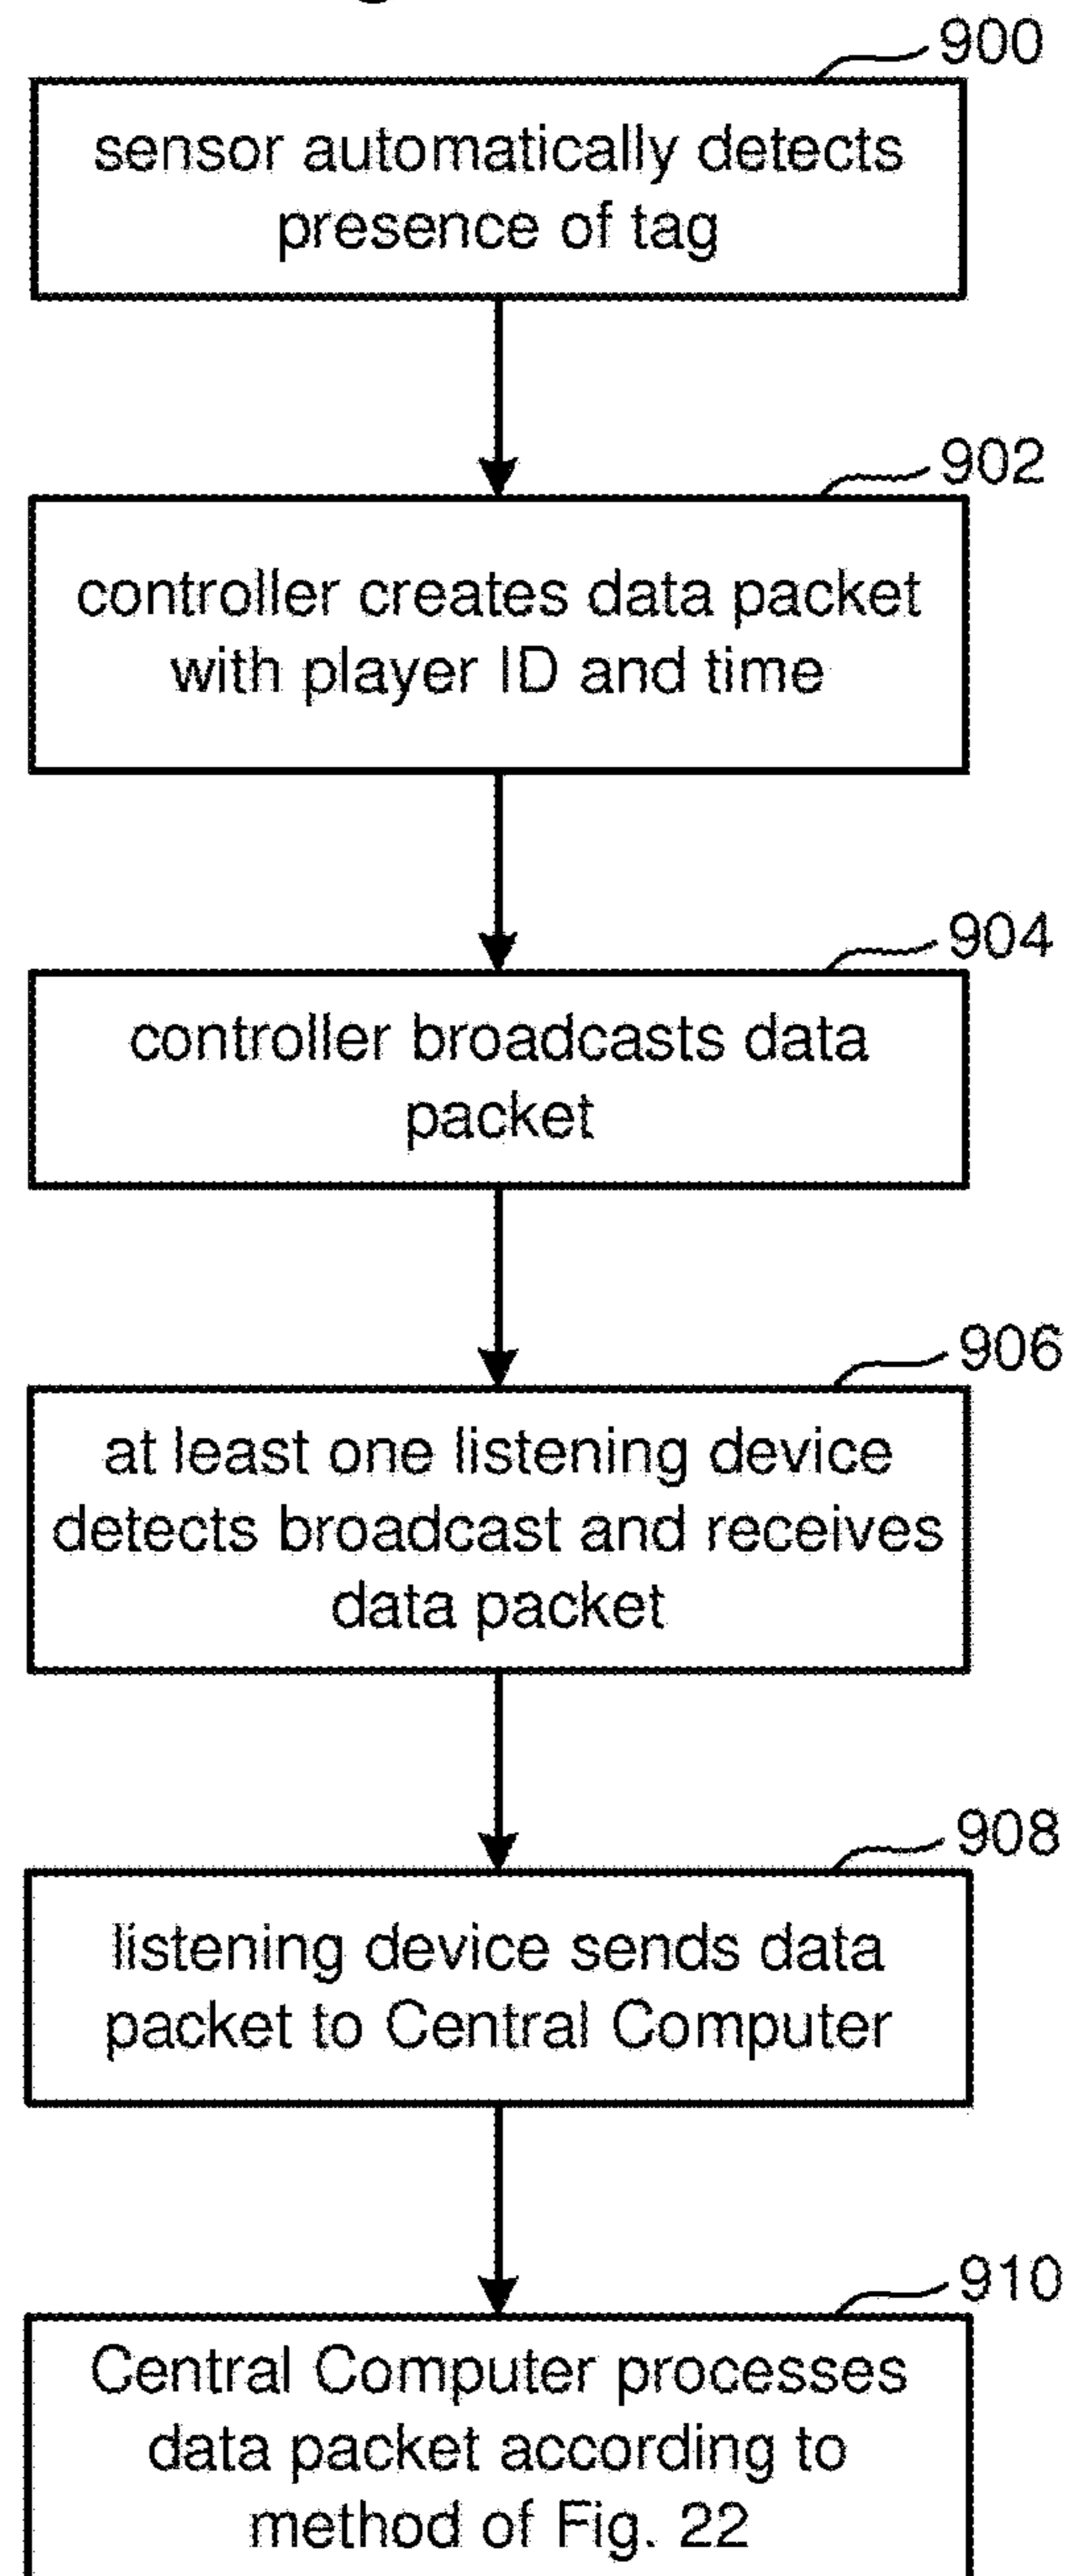 900
sensor automatically detects
presence of tag
902
controller creates data packet
with player ID and time
904
controller broadcasts data
packet
906
at least one listening device
detects broadcast and receives
data packet
908
listening device sends data
packet to Central Computer
910
Central Computer processes
data packet according to
method of Fig. 22